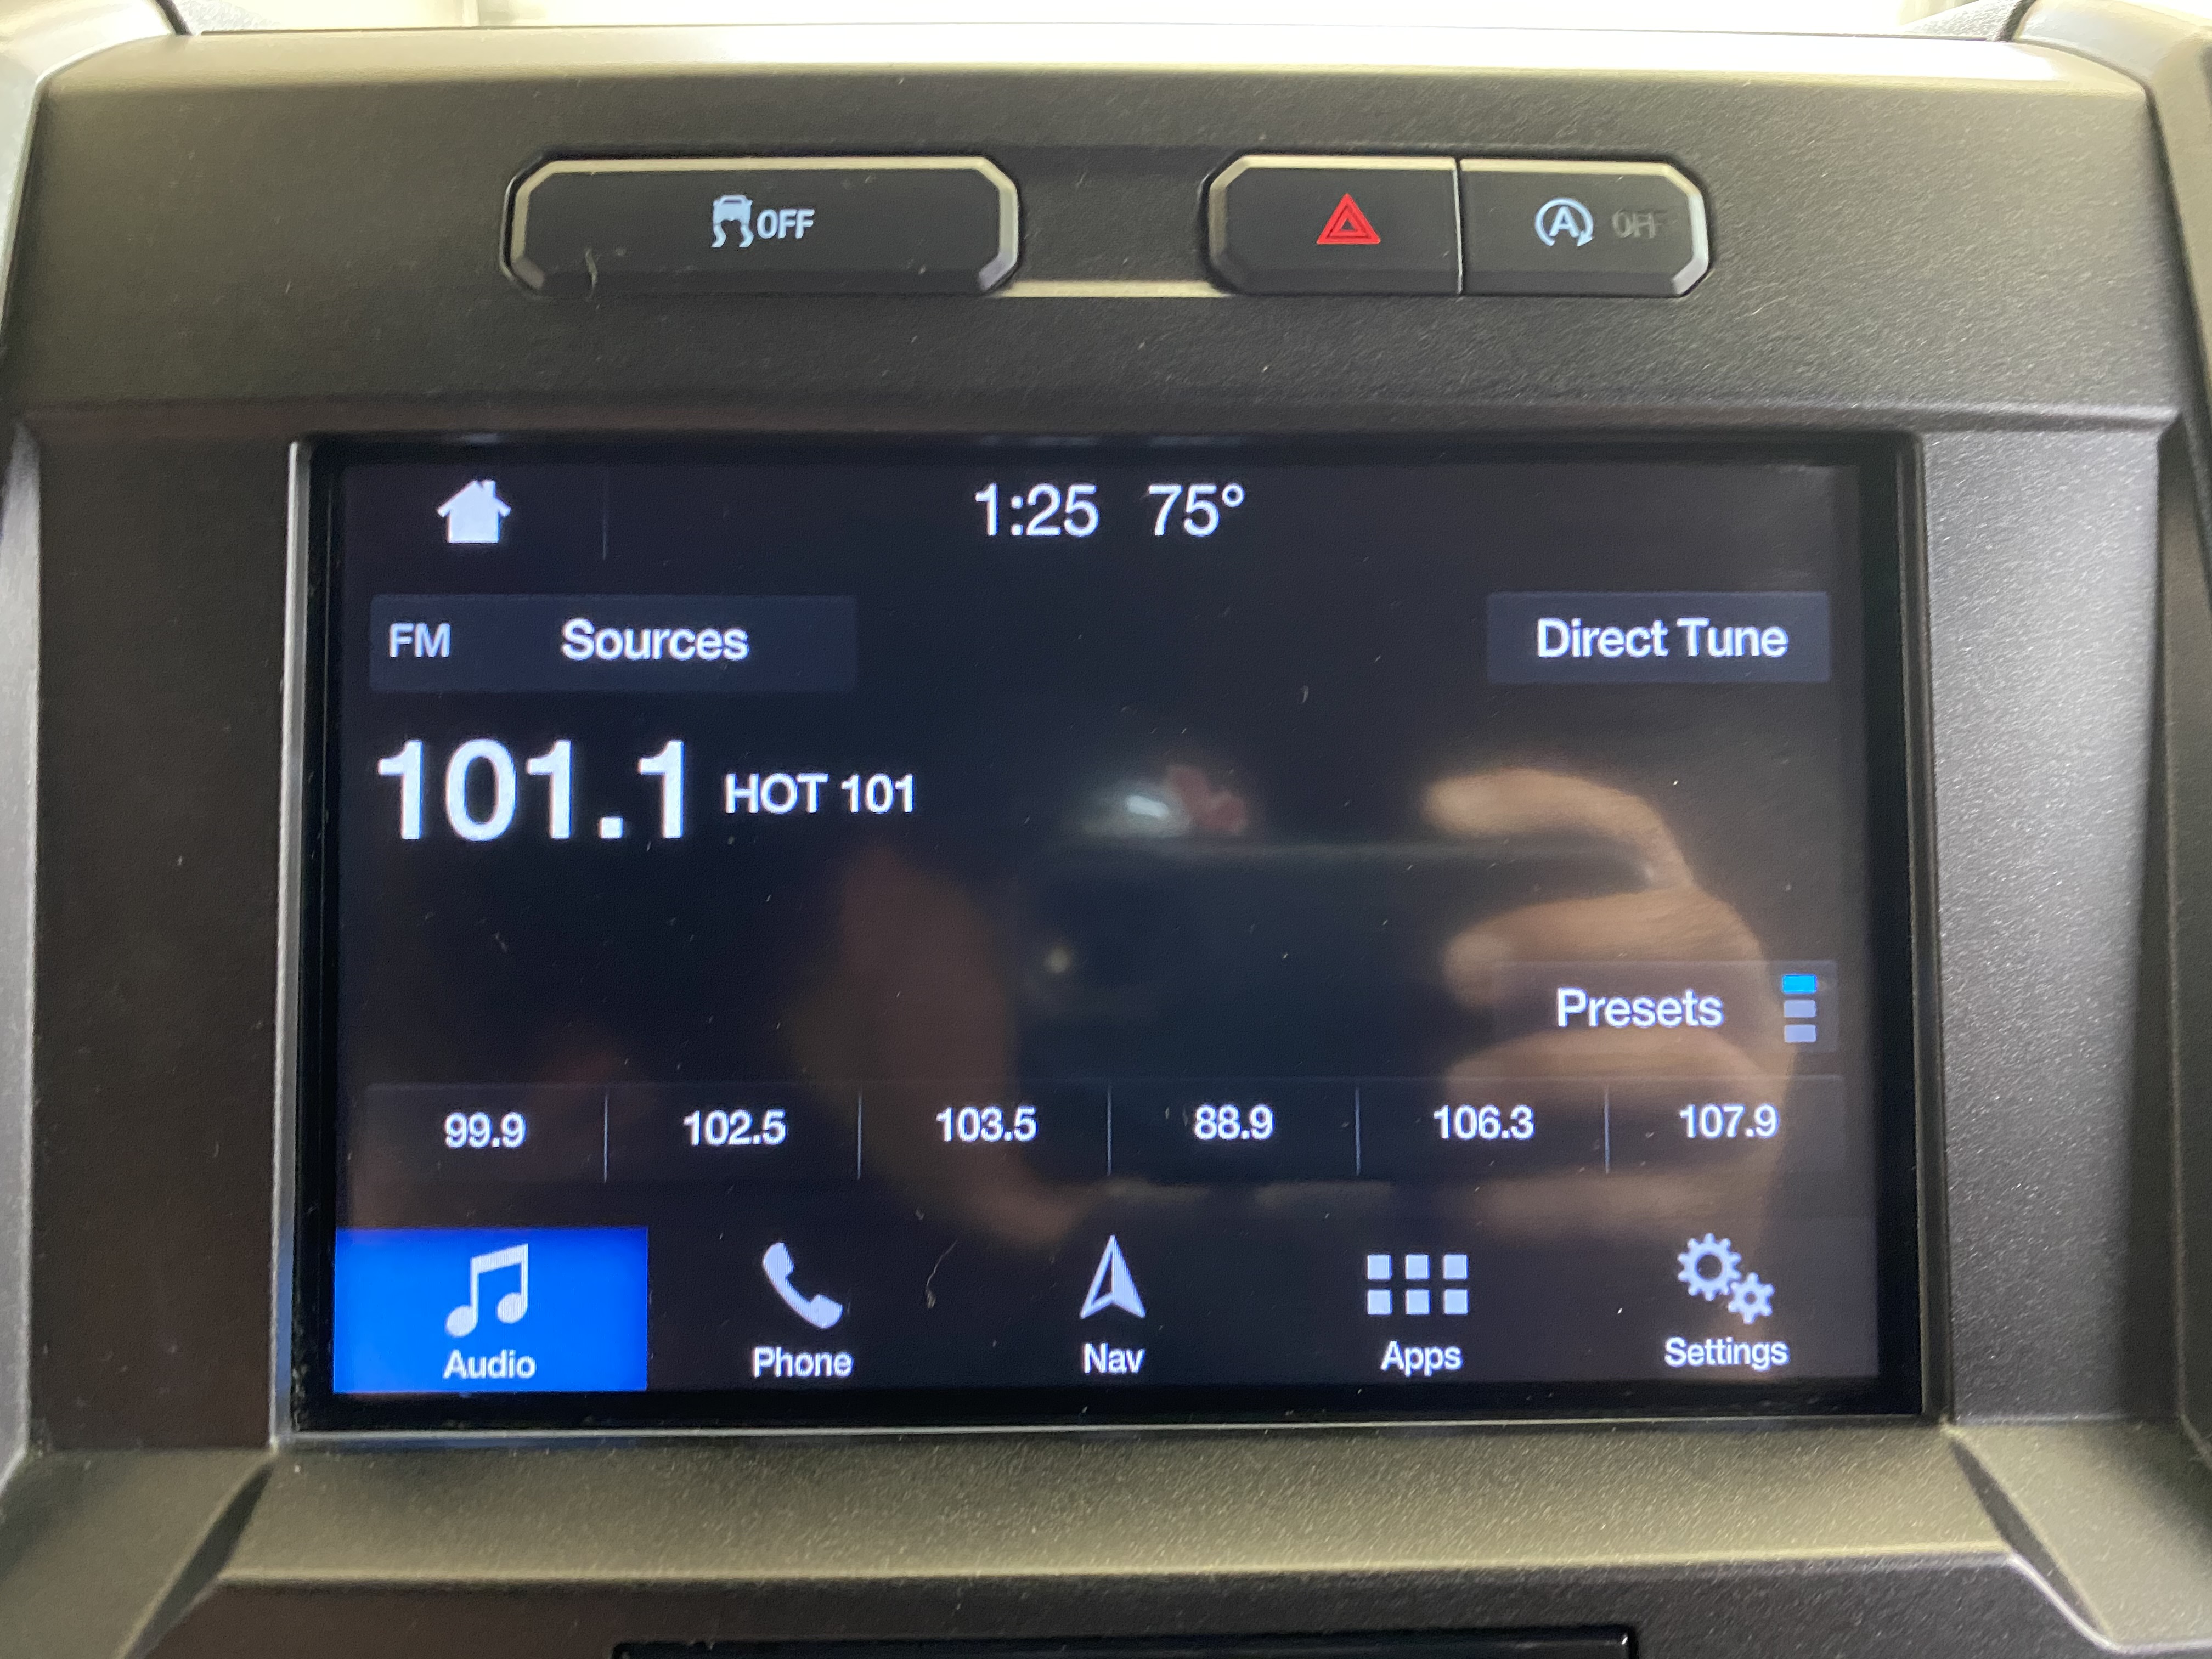 OFF
A OFF
1:25 75°
FM Sources Direct Tune
101.1 HOT 101
Presets
99.9 102.5 103.5 88.9 106.3 107.9
Audio Phone Nav Apps Settings